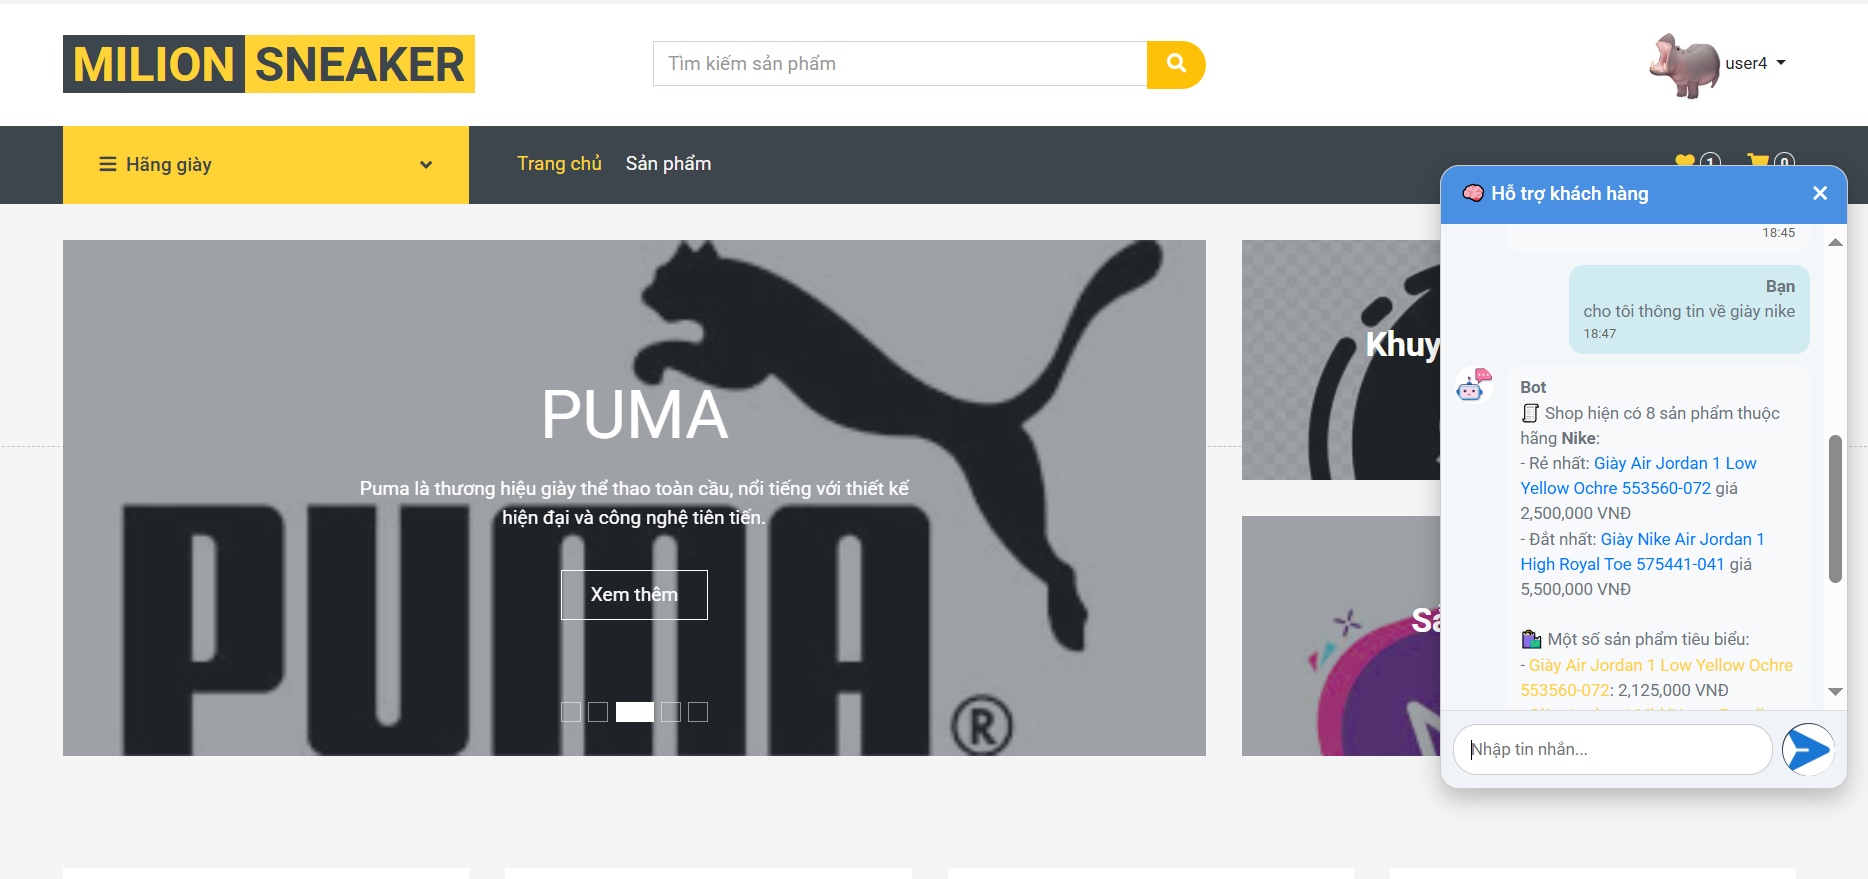 MILION SNEAKER
Tìm kiếm sản phẩm
user4
Hãng giày
Trang chủ
Sản phẩm
1
0
PUMA
Puma là thương hiệu giày thể thao toàn cầu, nổi tiếng với thiết kế
hiện đại và công nghệ tiên tiến.
Xem thêm
PUMA®
Khuy
Sả
Hỗ trợ khách hàng
18:45
Bạn
cho tôi thông tin về giày nike
18:47
Bot
Shop hiện có 8 sản phẩm thuộc
hãng Nike:
- Rẻ nhất: Giày Air Jordan 1 Low
Yellow Ochre 553560-072 giá
2,500,000 VNĐ
- Đắt nhất: Giày Nike Air Jordan 1
High Royal Toe 575441-041 giá
5,500,000 VNĐ
Một số sản phẩm tiêu biểu:
- Giày Air Jordan 1 Low Yellow Ochre
553560-072: 2,125,000 VNĐ
Nhập tin nhắn...